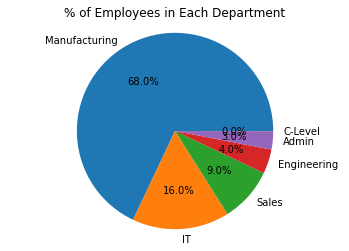 % of Employees in Each Department
Manufacturing
68.0%
0.0%
C-Level
3.0%
Admin
4.0%
Engineering
9.0%
16.0%
Sales
IT